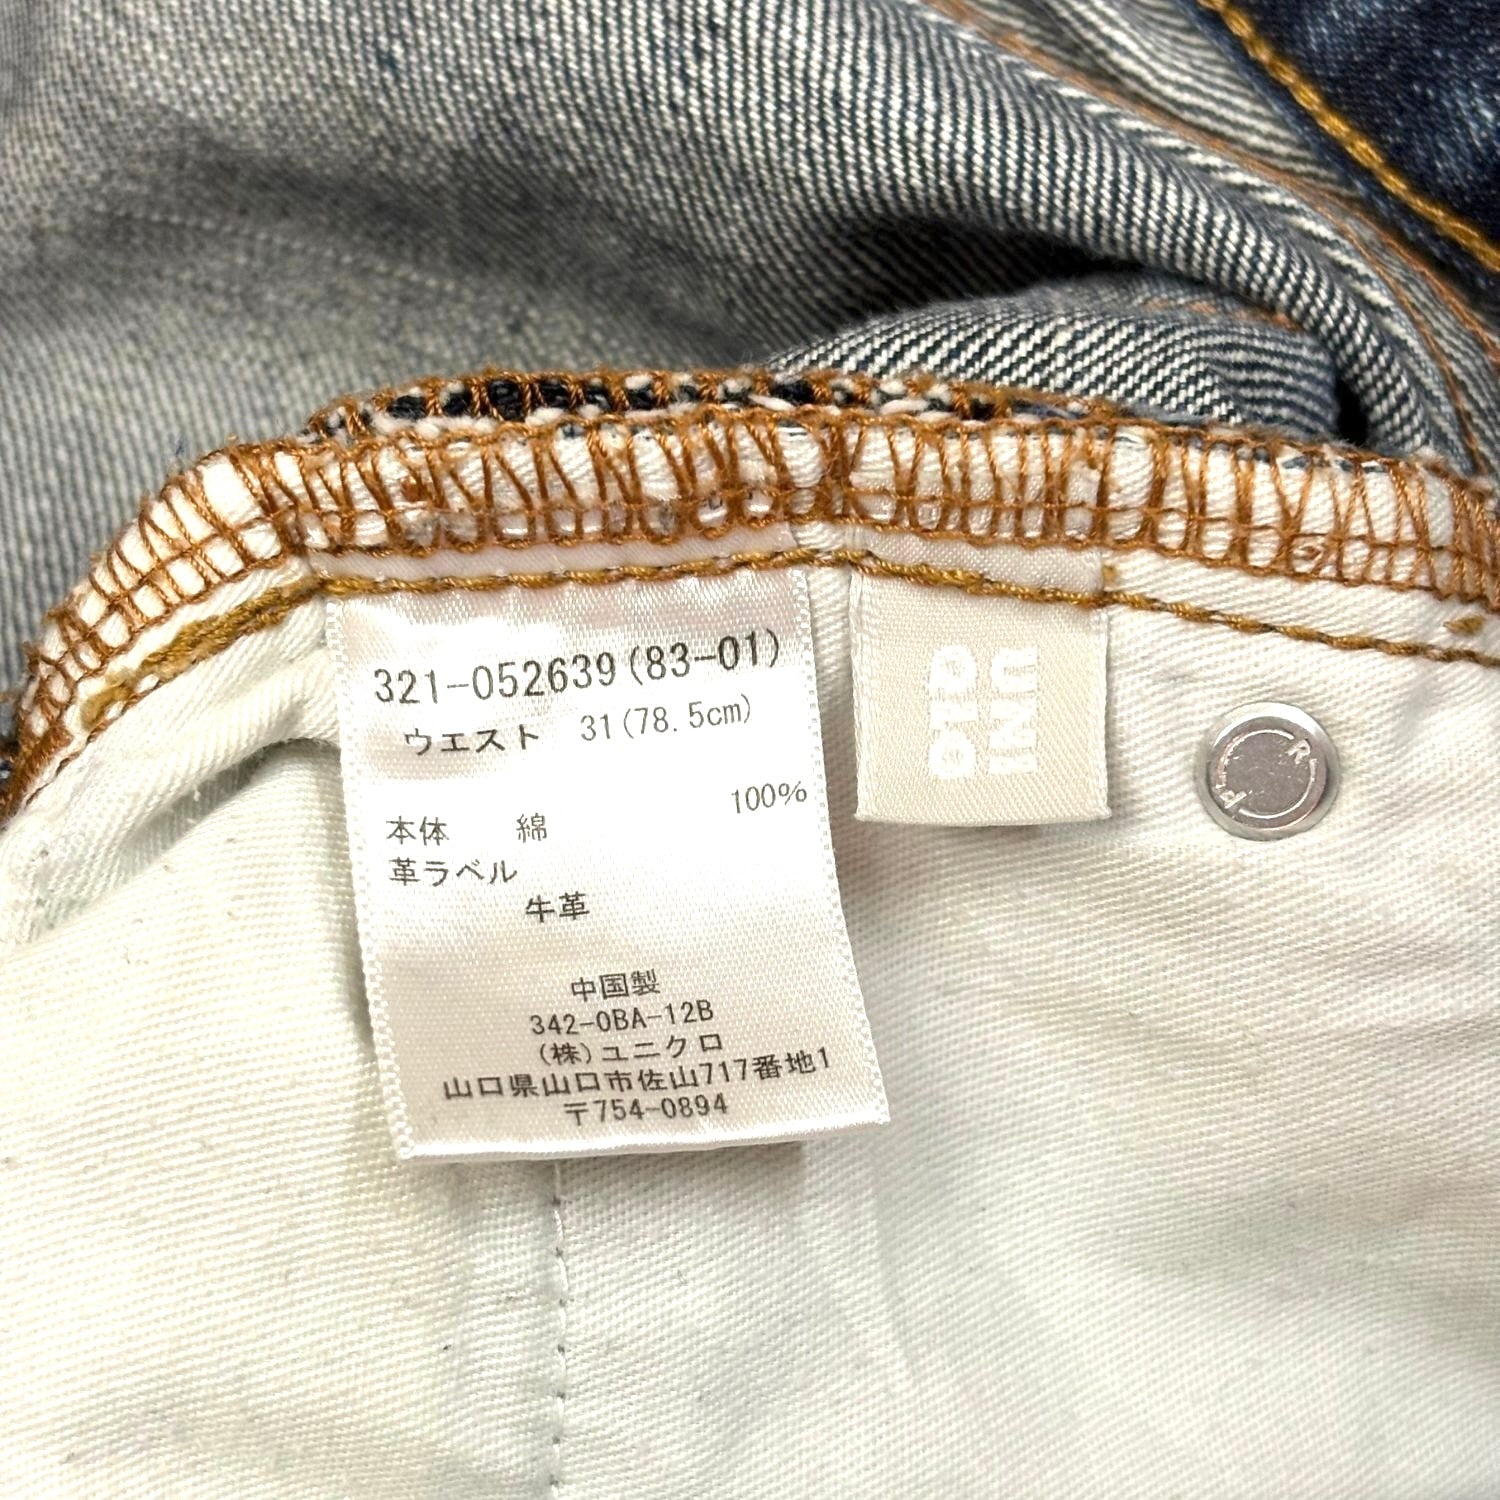 321-052639(83-01)
ウエスト 31(78.5cm)
本体 綿 100%
革ラベル
牛革
中国製
342-0BA-12B
(株)ユニクロ
山口県山口市佐山717番地1
〒754-0894
UNI
QLO